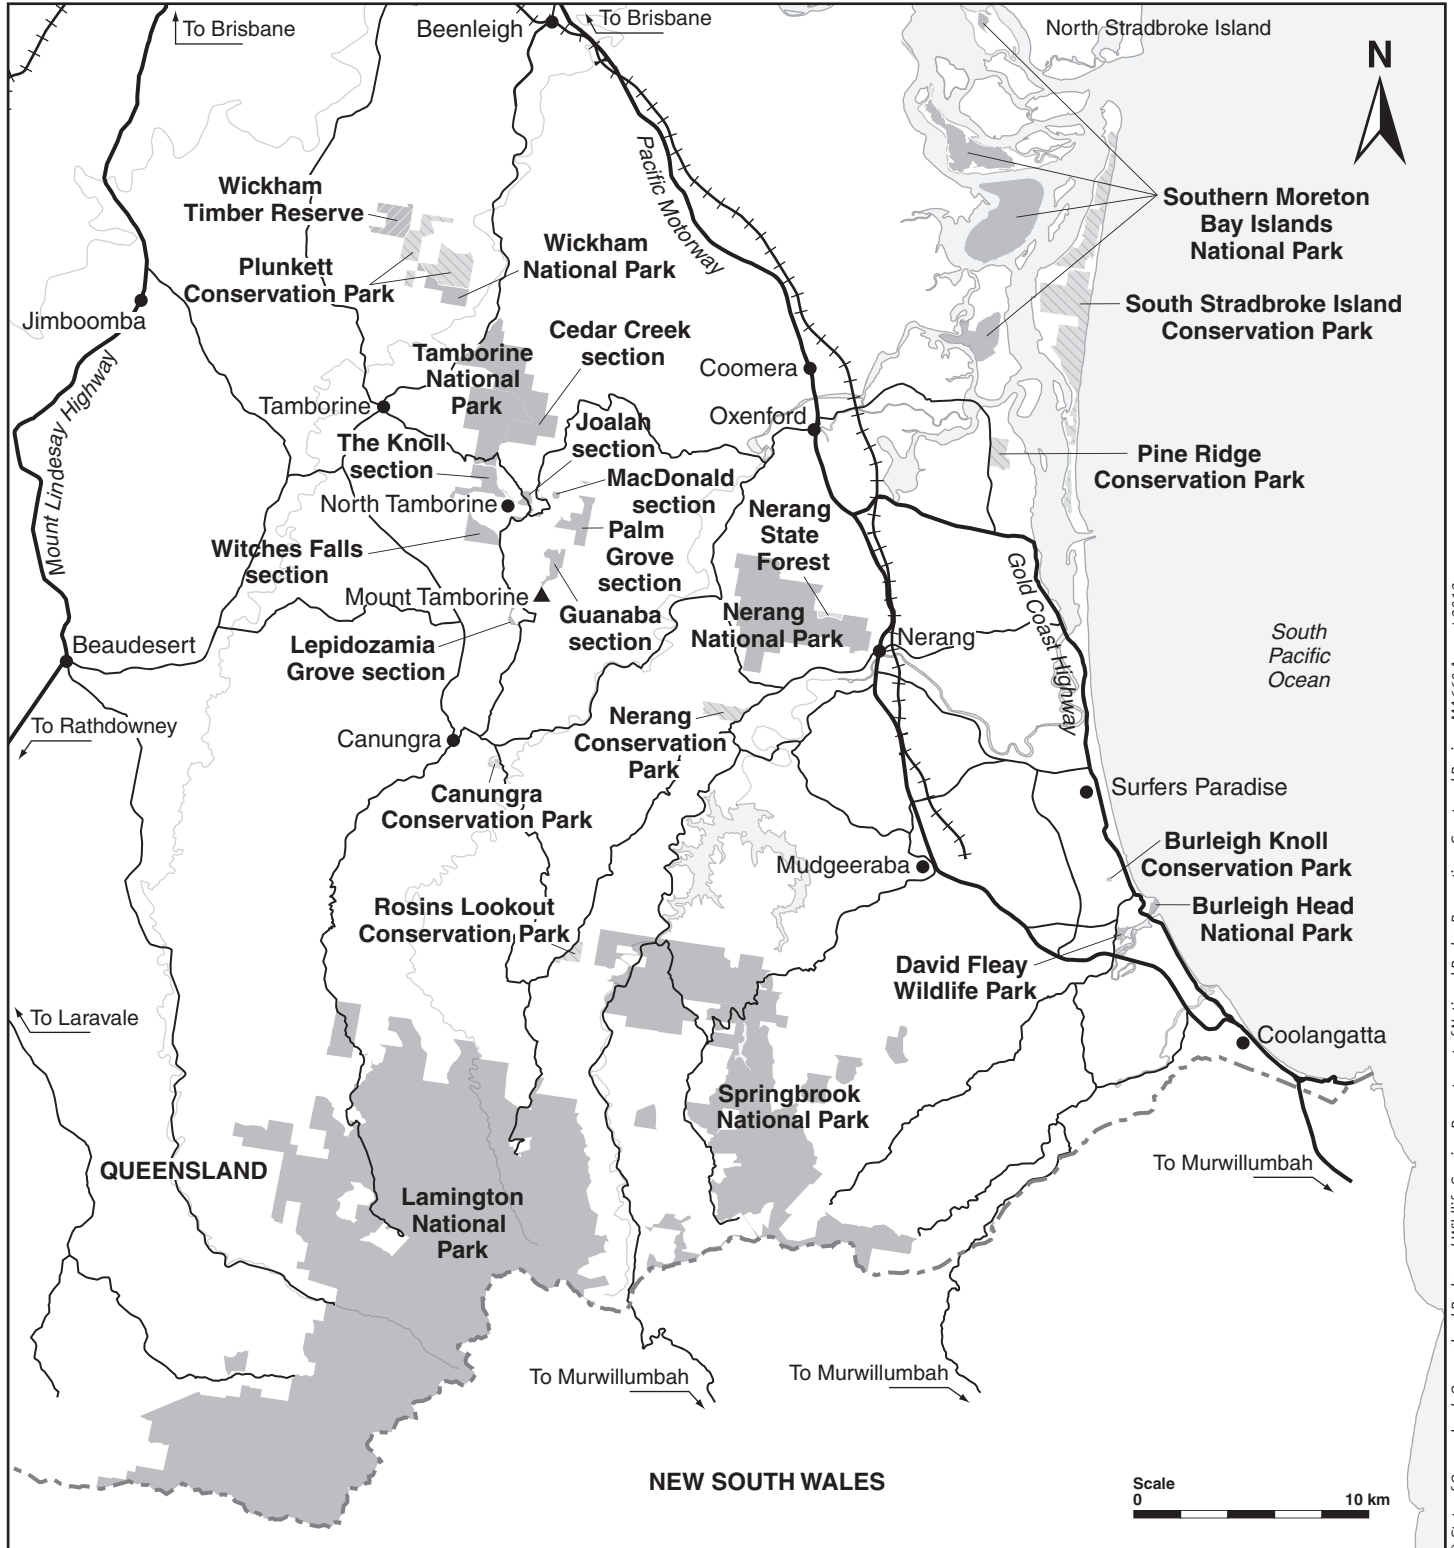 To Brisbane
Beenleigh
To Brisbane
North Stradbroke Island
N
Pacific Motorway
Wickham
Timber Reserve
Wickham
National Park
Plunkett
Conservation Park
Southern Moreton
Bay Islands
National Park
South Stradbroke Island
Conservation Park
Jimboomba
Mount Lindesay Highway
Cedar Creek
section
Tamborine
National
Park
Coomera
Tamborine
Oxenford
Joalah
section
The Knoll
section
Pine Ridge
Conservation Park
MacDonald
section
North Tamborine
Nerang
State
Forest
Palm
Grove
section
Witches Falls
section
Gold Coast Highway
Mount Tamborine
Guanaba
section
Nerang
National Park
Nerang
Lepidozamia
Grove section
Beaudesert
South
Pacific
Ocean
To Rathdowney
Canungra
Nerang
Conservation
Park
Canungra
Conservation Park
Surfers Paradise
Burleigh Knoll
Conservation Park
Mudgeeraba
Rosins Lookout
Conservation Park
Burleigh Head
National Park
David Fleay
Wildlife Park
To Laravale
Coolangatta
Springbrook
National Park
QUEENSLAND
To Murwillumbah
Lamington
National
Park
To Murwillumbah
To Murwillumbah
NEW SOUTH WALES
Scale
0 10 km